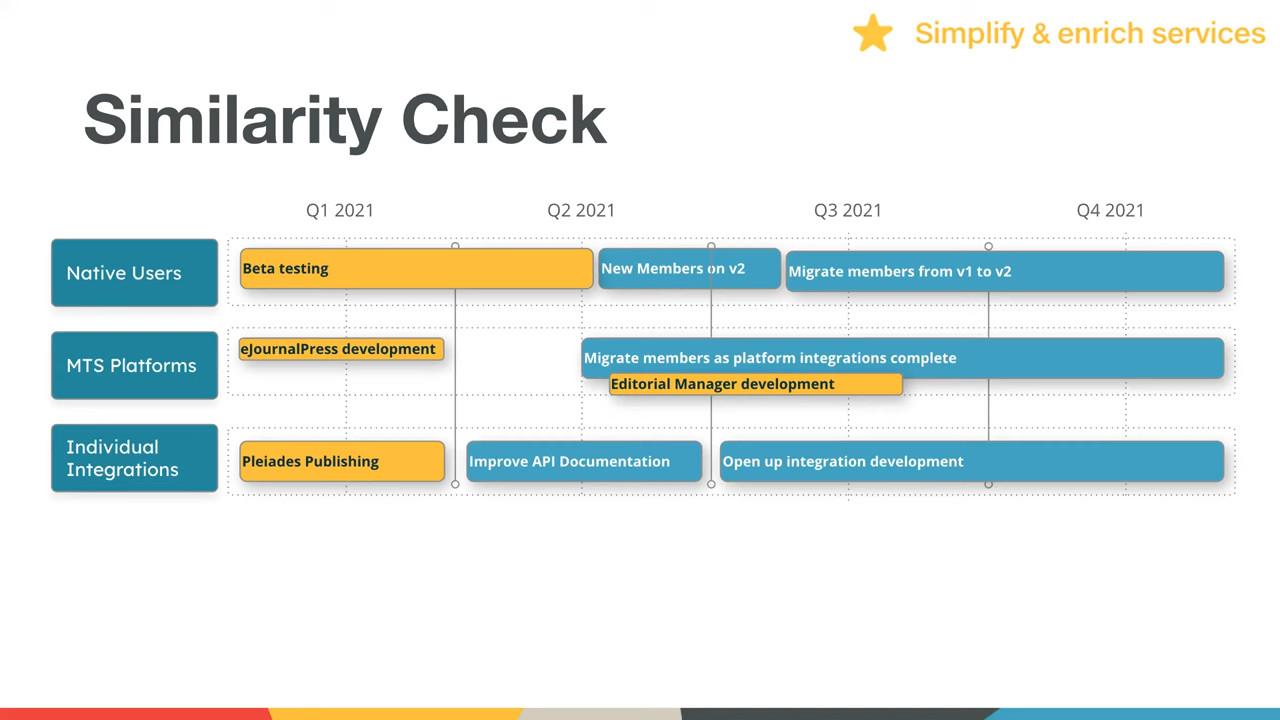 Simplify & enrich services
Similarity Check
Q1 2021
Q2 2021
Q3 2021
Q4 2021
Native Users
Beta testing
New Members on v2
Migrate members from v1 to v2
MTS Platforms
eJournalPress development
Migrate members as platform integrations complete
Editorial Manager development
Individual
Integrations
Pleiades Publishing
Improve API Documentation
Open up integration development